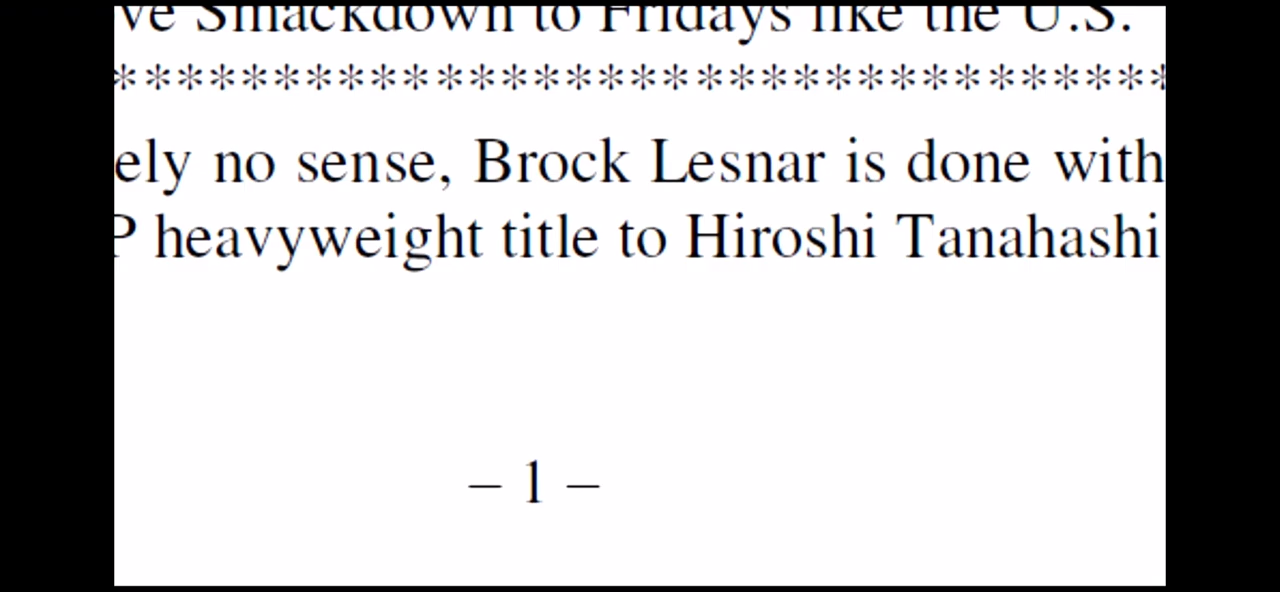 ve Smackdown to Fridays like the U.S.
*********************************
ely no sense, Brock Lesnar is done with
P heavyweight title to Hiroshi Tanahashi
– 1 –